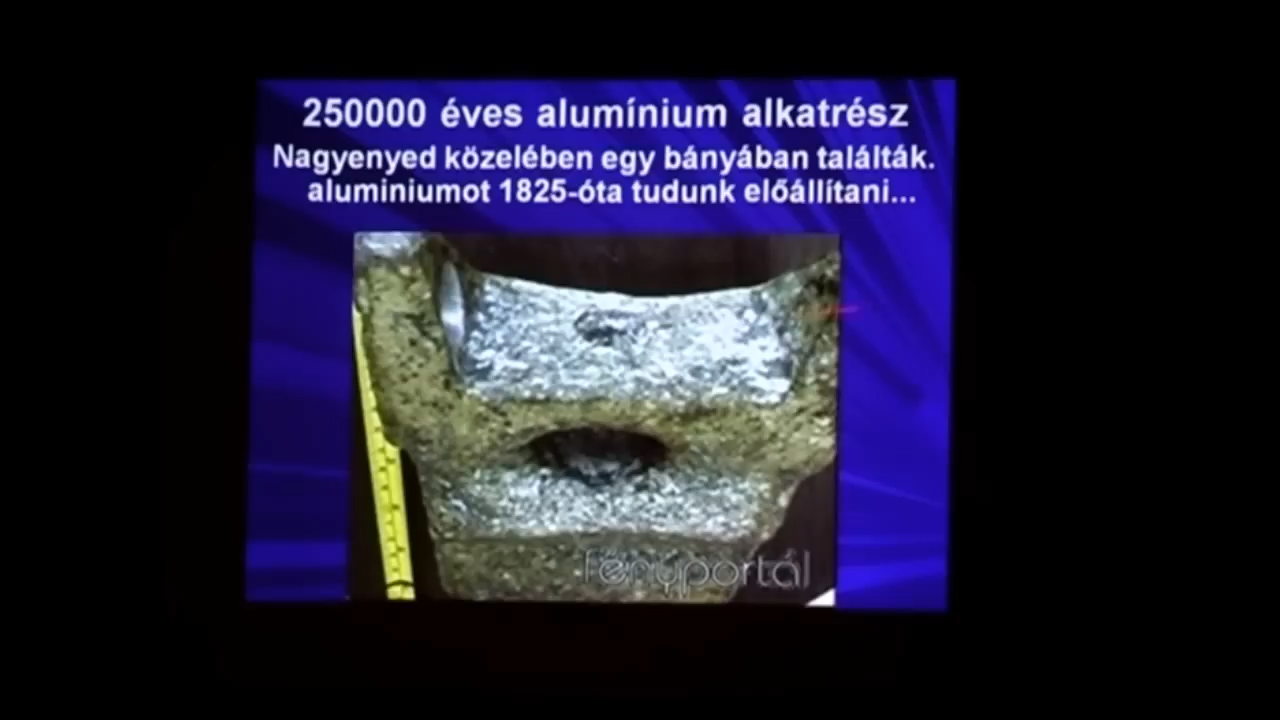 250000 éves alumínium alkatrész
Nagyenyed közelében egy bányában találták.
aluminiumot 1825-óta tudunk előállítani...
fényportál